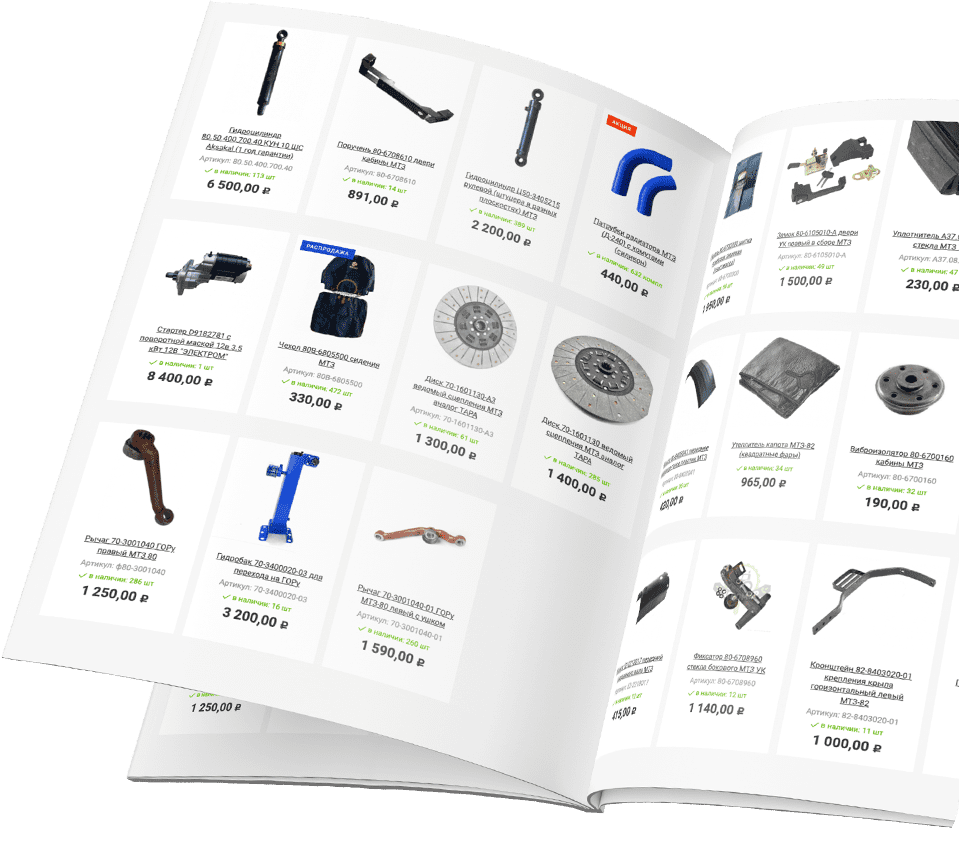 Гидроцилиндр
80.50.400.700.40 КУН 10 Ш/С
Aksakal (1 год гарантии)
Артикул: 80.50.400.700.40
в наличии: 113 шт
6 500,00 ₽
Поручень 80-6708610 двери
кабины МТЗ
Артикул: 80-6708610
в наличии: 14 шт
891,00 ₽
Гидроцилиндр Ц50-3405215
рулевой (штуцера в разных
плоскостях) МТЗ
в наличии: 389 шт
2 200,00 ₽
АКЦИЯ
Патрубки радиатора МТЗ
(Д-240) с хомутами
(силикон)
в наличии: 632 компл
440,00 ₽
Стартер D9182781 с
поворотной маской 12в 3,5
кВт 12В "ЭЛЕКТРОМ"
в наличии: 1 шт
8 400,00 ₽
РАСПРОДАЖА
Чехол 80В-6805500 сидения
МТЗ
Артикул: 80В-6805500
в наличии: 472 шт
330,00 ₽
Диск 70-1601130-А3
ведомый сцепления МТЗ
аналог ТАРА
Артикул: 70-1601130-А3
в наличии: 61 шт
1 300,00 ₽
Диск 70-1601130 ведомый
сцепления МТЗ аналог
ТАРА
в наличии: 285 шт
1 400,00 ₽
Рычаг 70-3001040 ГОРу
правый МТЗ 80
Артикул: ф80-3001040
в наличии: 286 шт
1 250,00 ₽
Гидробак 70-3400020-03 для
перехода на ГОРу
Артикул: 70-3400020-03
в наличии: 16 шт
3 200,00 ₽
Рычаг 70-3001040-01 ГОРу
МТЗ-80 левый с ушком
Артикул: 70-3001040-01
в наличии: 260 шт
1 590,00 ₽
в наличии:
1 250,00 ₽
950,00 ₽
Замок 80-6105010-А двери
УК правый в сборе МТЗ
Артикул: 80-6105010-А
в наличии: 49 шт
1 500,00 ₽
Уплотнитель А37.
стекла МТЗ
Артикул: А37.08.
в наличии: 47
230,00 ₽
420,00 ₽
Утеплитель капота МТЗ-82
(квадратные фары)
в наличии: 34 шт
965,00 ₽
Виброизолятор 80-6700160
кабины МТЗ
Артикул: 80-6700160
в наличии: 32 шт
190,00 ₽
415,00 ₽
Фиксатор 80-6708960
стекла бокового МТЗ УК
Артикул: 80-6708960
в наличии: 12 шт
1 140,00 ₽
Кронштейн 82-8403020-01
крепления крыла
горизонтальный левый
МТЗ-82
Артикул: 82-8403020-01
в наличии: 11 шт
1 000,00 ₽